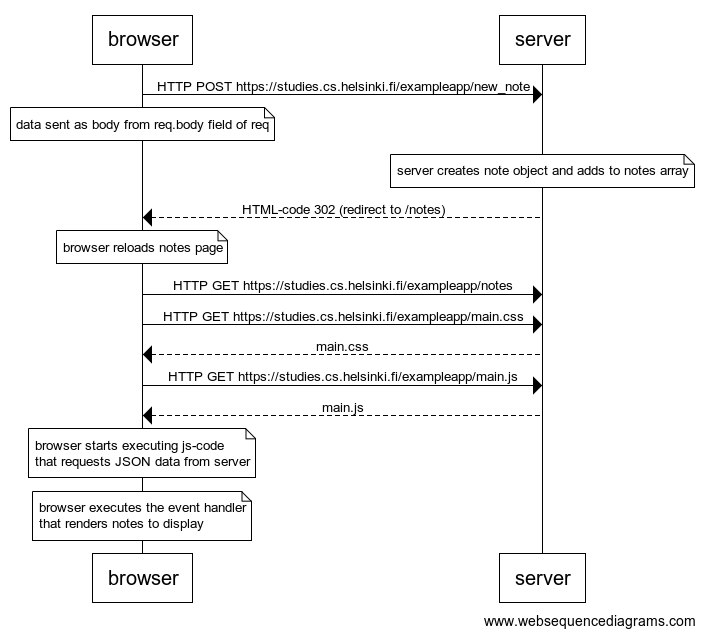 browser
server
HTTP POST https://studies.cs.helsinki.fi/exampleapp/new_note
data sent as body from req.body field of req
server creates note object and adds to notes array
HTML-code 302 (redirect to /notes)
browser reloads notes page
HTTP GET https://studies.cs.helsinki.fi/exampleapp/notes
HTTP GET https://studies.cs.helsinki.fi/exampleapp/main.css
main.css
HTTP GET https://studies.cs.helsinki.fi/exampleapp/main.js
main.js
browser starts executing js-code
that requests JSON data from server
browser executes the event handler
that renders notes to display
browser
server
www.websequencediagrams.com